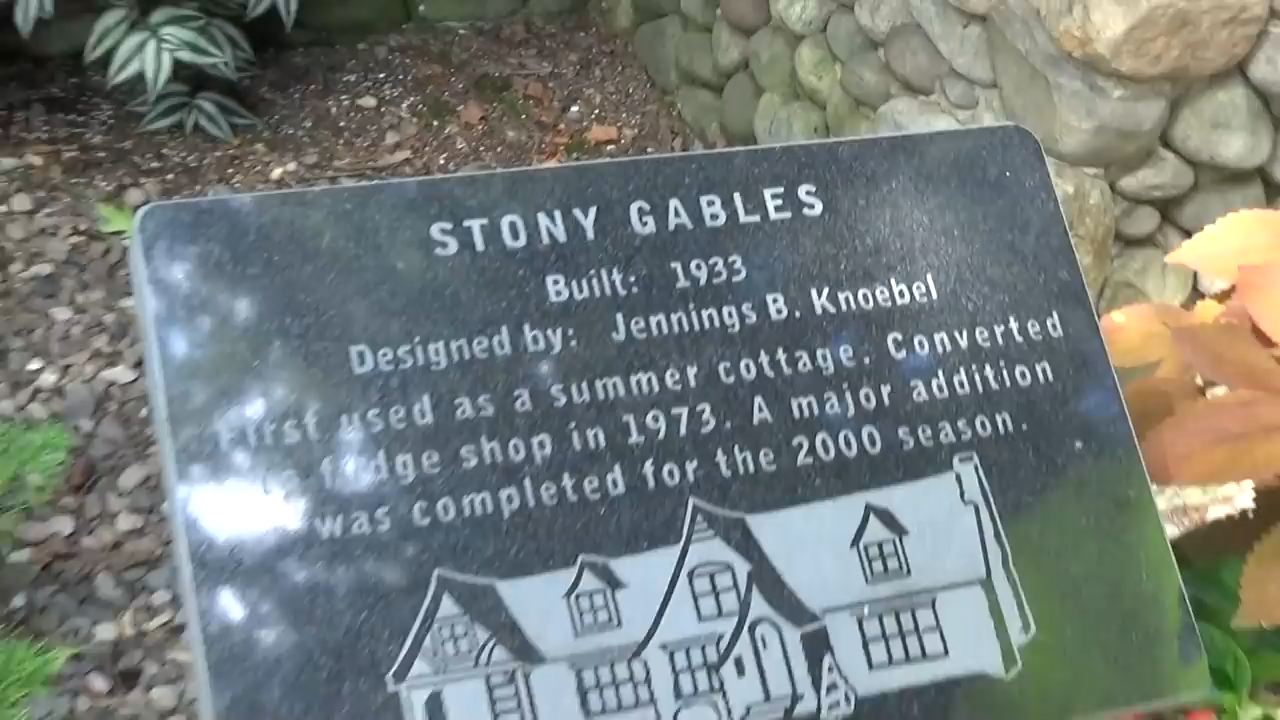 STONY GABLES
Built: 1933
Designed by: Jennings B. Knoebel
First used as a summer cottage. Converted
to fudge shop in 1973. A major addition
was completed for the 2000 season.